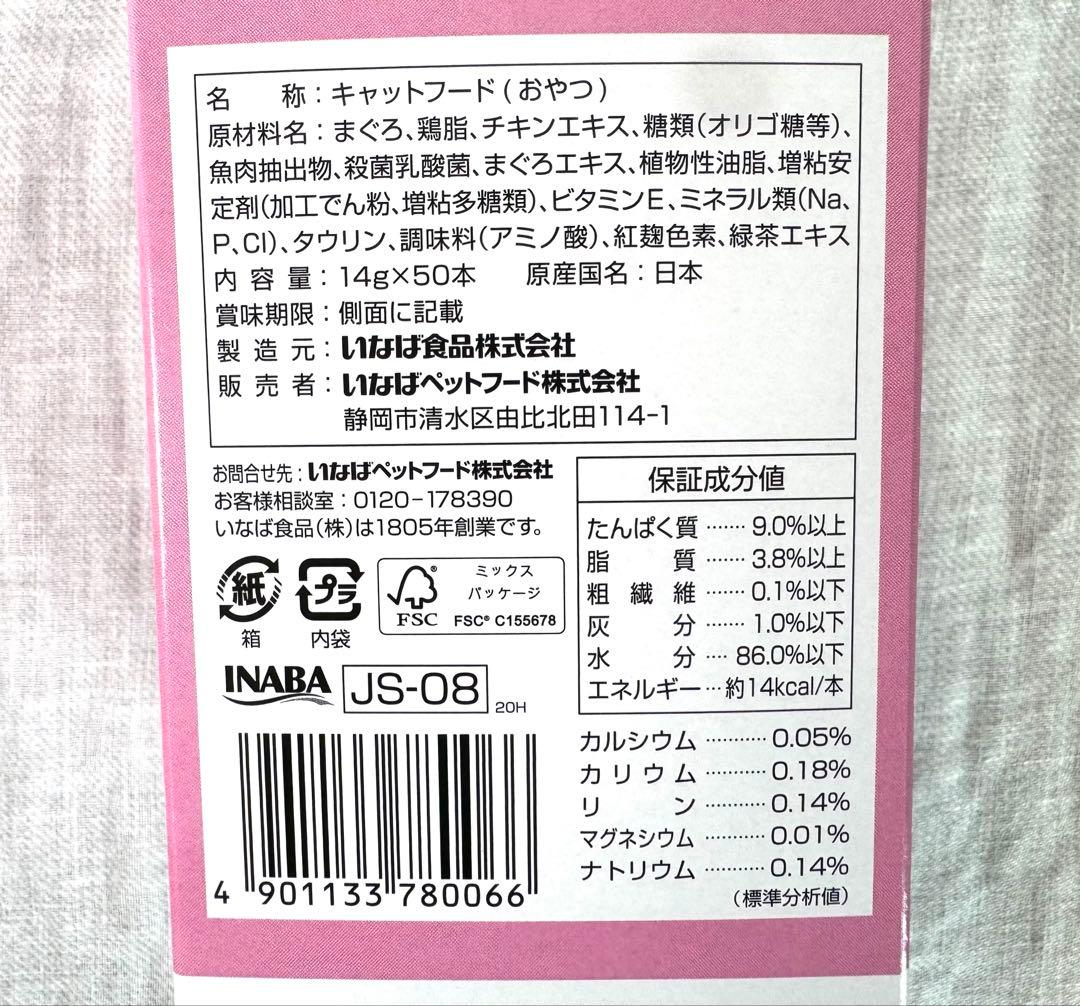 名 称：キャットフード(おやつ)
原材料名：まぐろ、鶏脂、チキンエキス、糖類(オリゴ糖等)、
魚肉抽出物、殺菌乳酸菌、まぐろエキス、植物性油脂、増粘安
定剤(加工でん粉、増粘多糖類)、ビタミンE、ミネラル類(Na、
P、Cl)、タウリン、調味料(アミノ酸)、紅麹色素、緑茶エキス
内容量：14g×50本 原産国名：日本
賞味期限：側面に記載
製造元：いなば食品株式会社
販売者：いなばペットフード株式会社
静岡市清水区由比北田114-1
お問合せ先：いなばペットフード株式会社
お客様相談室：0120-178390
いなば食品(株)は1805年創業です。
紙
箱
プラ
内袋
FSC®
ミックス
パッケージ
FSC® C155678
INABA
JS-08
20H
4 901133 780066
保証成分値
たんぱく質 ······· 9.0%以上
脂質 ······· 3.8%以上
粗繊維 ······· 0.1%以下
灰分 ······· 1.0%以下
水分 ···· 86.0%以下
エネルギー ··· 約14kcal/本
カルシウム ··········· 0.05%
カリウム ··········· 0.18%
リン ··········· 0.14%
マグネシウム ··········· 0.01%
ナトリウム ··········· 0.14%
(標準分析値)